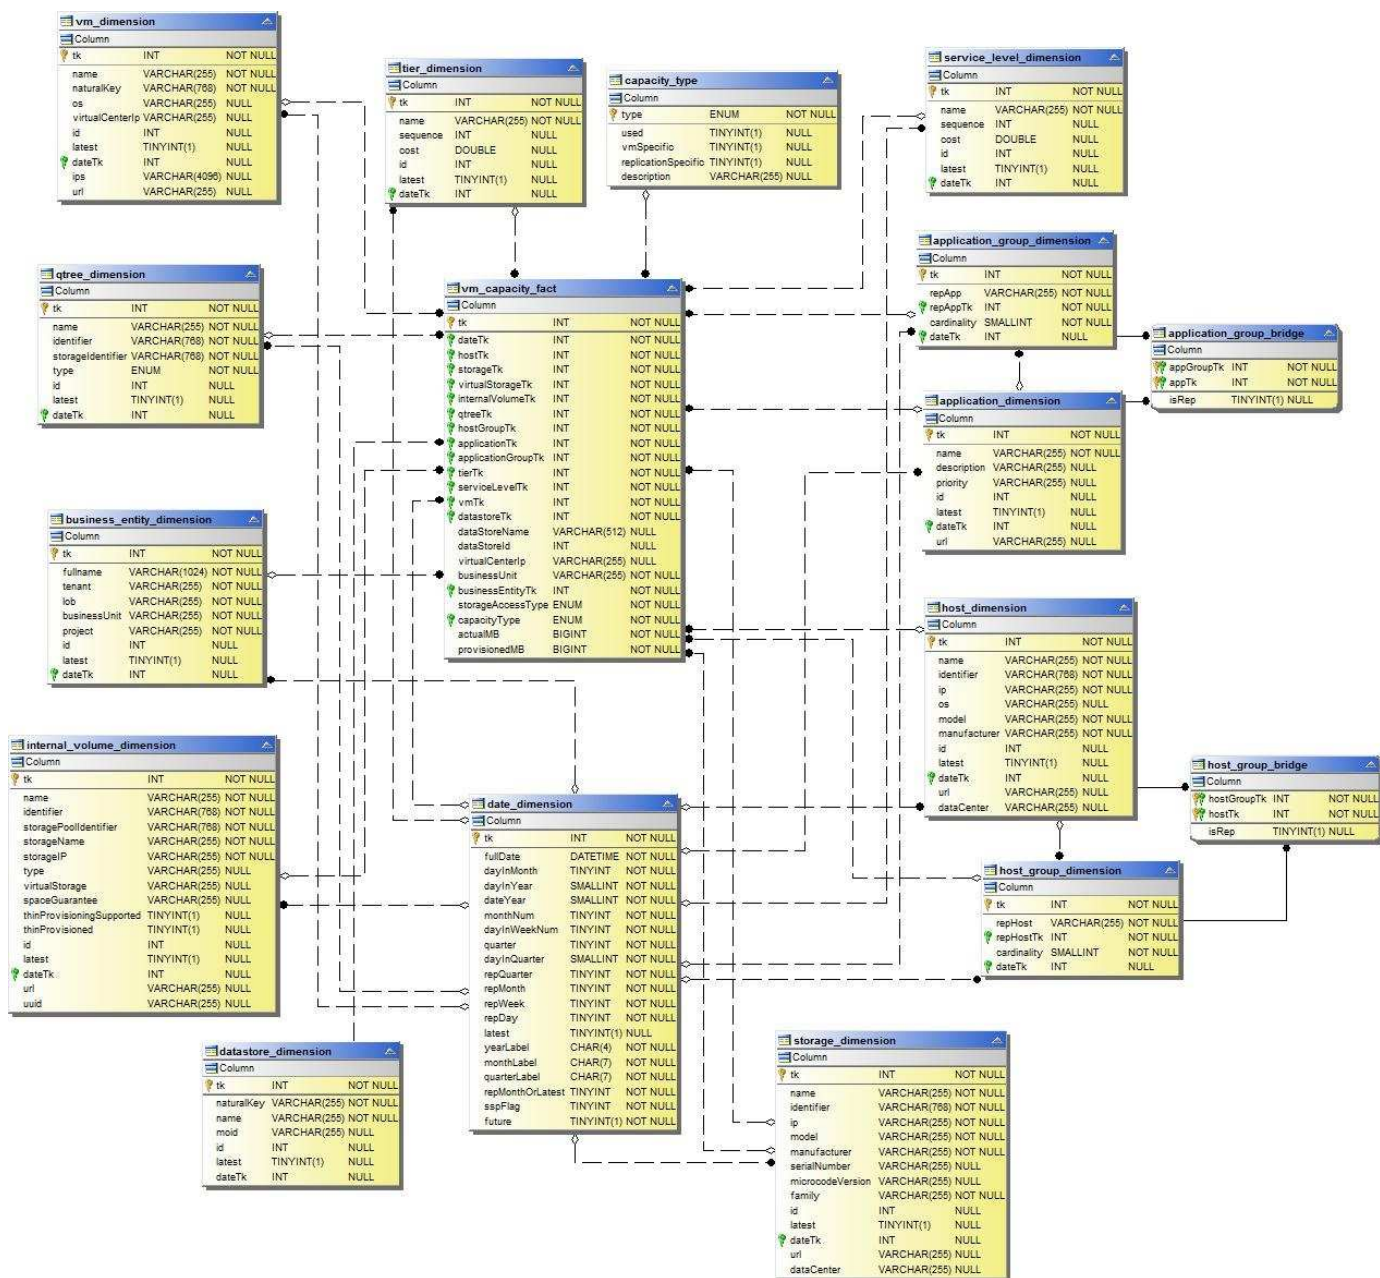 vm_dimension
Column
tk INT NOT NULL
name VARCHAR(255) NOT NULL
naturalKey VARCHAR(768) NOT NULL
os VARCHAR(255) NULL
virtualCenterIp VARCHAR(255) NULL
id INT NULL
latest TINYINT(1) NULL
dateTk INT NULL
ips VARCHAR(4096) NULL
url VARCHAR(255) NULL
tier_dimension
Column
tk INT NOT NULL
name VARCHAR(255) NOT NULL
sequence INT NULL
cost DOUBLE NULL
id INT NULL
latest TINYINT(1) NULL
dateTk INT NULL
capacity_type
Column
type ENUM NOT NULL
used TINYINT(1) NULL
vmSpecific TINYINT(1) NULL
replicationSpecific TINYINT(1) NULL
description VARCHAR(255) NULL
service_level_dimension
Column
tk INT NOT NULL
name VARCHAR(255) NOT NULL
sequence INT NULL
cost DOUBLE NULL
id INT NULL
latest TINYINT(1) NULL
dateTk INT NULL
qtree_dimension
Column
tk INT NOT NULL
name VARCHAR(255) NOT NULL
identifier VARCHAR(768) NOT NULL
storageIdentifier VARCHAR(768) NOT NULL
type ENUM NOT NULL
id INT NULL
latest TINYINT(1) NULL
dateTk INT NULL
vm_capacity_fact
Column
tk INT NOT NULL
dateTk INT NOT NULL
hostTk INT NOT NULL
storageTk INT NOT NULL
virtualStorageTk INT NOT NULL
internalVolumeTk INT NOT NULL
qtreeTk INT NOT NULL
hostGroupTk INT NOT NULL
applicationTk INT NOT NULL
applicationGroupTk INT NOT NULL
tierTk INT NOT NULL
serviceLevelTk INT NOT NULL
vmTk INT NOT NULL
datastoreTk INT NOT NULL
dataStoreName VARCHAR(512) NULL
dataStoreId INT NULL
virtualCenterIp VARCHAR(255) NULL
businessUnit VARCHAR(255) NOT NULL
businessEntityTk INT NOT NULL
storageAccessType ENUM NOT NULL
capacityType ENUM NOT NULL
actualMB BIGINT NOT NULL
provisionedMB BIGINT NOT NULL
application_group_dimension
Column
tk INT NOT NULL
repApp VARCHAR(255) NOT NULL
repAppTk INT NOT NULL
cardinality SMALLINT NOT NULL
dateTk INT NULL
application_group_bridge
Column
appGroupTk INT NOT NULL
appTk INT NOT NULL
isRep TINYINT(1) NULL
application_dimension
Column
tk INT NOT NULL
name VARCHAR(255) NOT NULL
description VARCHAR(255) NULL
priority VARCHAR(255) NULL
id INT NULL
latest TINYINT(1) NULL
dateTk INT NULL
url VARCHAR(255) NULL
business_entity_dimension
Column
tk INT NOT NULL
fullname VARCHAR(1024) NOT NULL
tenant VARCHAR(255) NOT NULL
lob VARCHAR(255) NOT NULL
businessUnit VARCHAR(255) NOT NULL
project VARCHAR(255) NOT NULL
id INT NULL
latest TINYINT(1) NULL
dateTk INT NULL
host_dimension
Column
tk INT NOT NULL
name VARCHAR(255) NOT NULL
identifier VARCHAR(768) NOT NULL
ip VARCHAR(255) NOT NULL
os VARCHAR(255) NULL
model VARCHAR(255) NOT NULL
manufacturer VARCHAR(255) NOT NULL
id INT NULL
latest TINYINT(1) NULL
dateTk INT NULL
url VARCHAR(255) NULL
dataCenter VARCHAR(255) NULL
internal_volume_dimension
Column
tk INT NOT NULL
name VARCHAR(255) NOT NULL
identifier VARCHAR(768) NOT NULL
storagePoolIdentifier VARCHAR(768) NOT NULL
storageName VARCHAR(255) NOT NULL
storageIP VARCHAR(255) NOT NULL
type VARCHAR(255) NULL
virtualStorage VARCHAR(255) NULL
spaceGuarantee VARCHAR(255) NULL
thinProvisioningSupported TINYINT(1) NULL
thinProvisioned TINYINT(1) NULL
id INT NULL
latest TINYINT(1) NULL
dateTk INT NULL
url VARCHAR(255) NULL
uuid VARCHAR(255) NULL
date_dimension
Column
tk INT NOT NULL
fullDate DATETIME NOT NULL
dayInMonth TINYINT NOT NULL
dayInYear SMALLINT NOT NULL
dateYear SMALLINT NOT NULL
monthNum TINYINT NOT NULL
dayInWeekNum TINYINT NOT NULL
quarter TINYINT NOT NULL
dayInQuarter SMALLINT NOT NULL
repQuarter TINYINT NOT NULL
repMonth TINYINT NOT NULL
repWeek TINYINT NOT NULL
repDay TINYINT NOT NULL
latest TINYINT(1) NULL
yearLabel CHAR(4) NOT NULL
monthLabel CHAR(7) NOT NULL
quarterLabel CHAR(7) NOT NULL
repMonthOrLatest TINYINT NOT NULL
sspFlag TINYINT NOT NULL
future TINYINT(1) NOT NULL
host_group_bridge
Column
hostGroupTk INT NOT NULL
hostTk INT NOT NULL
isRep TINYINT(1) NULL
host_group_dimension
Column
tk INT NOT NULL
repHost VARCHAR(255) NOT NULL
repHostTk INT NOT NULL
cardinality SMALLINT NOT NULL
dateTk INT NULL
datastore_dimension
Column
tk INT NOT NULL
naturalKey VARCHAR(255) NOT NULL
name VARCHAR(255) NOT NULL
moid VARCHAR(255) NULL
id INT NULL
latest TINYINT(1) NULL
dateTk INT NULL
storage_dimension
Column
tk INT NOT NULL
name VARCHAR(255) NOT NULL
identifier VARCHAR(768) NOT NULL
ip VARCHAR(255) NOT NULL
model VARCHAR(255) NOT NULL
manufacturer VARCHAR(255) NOT NULL
serialNumber VARCHAR(255) NULL
microcodeVersion VARCHAR(255) NULL
family VARCHAR(255) NOT NULL
id INT NULL
latest TINYINT(1) NULL
dateTk INT NULL
url VARCHAR(255) NULL
dataCenter VARCHAR(255) NULL